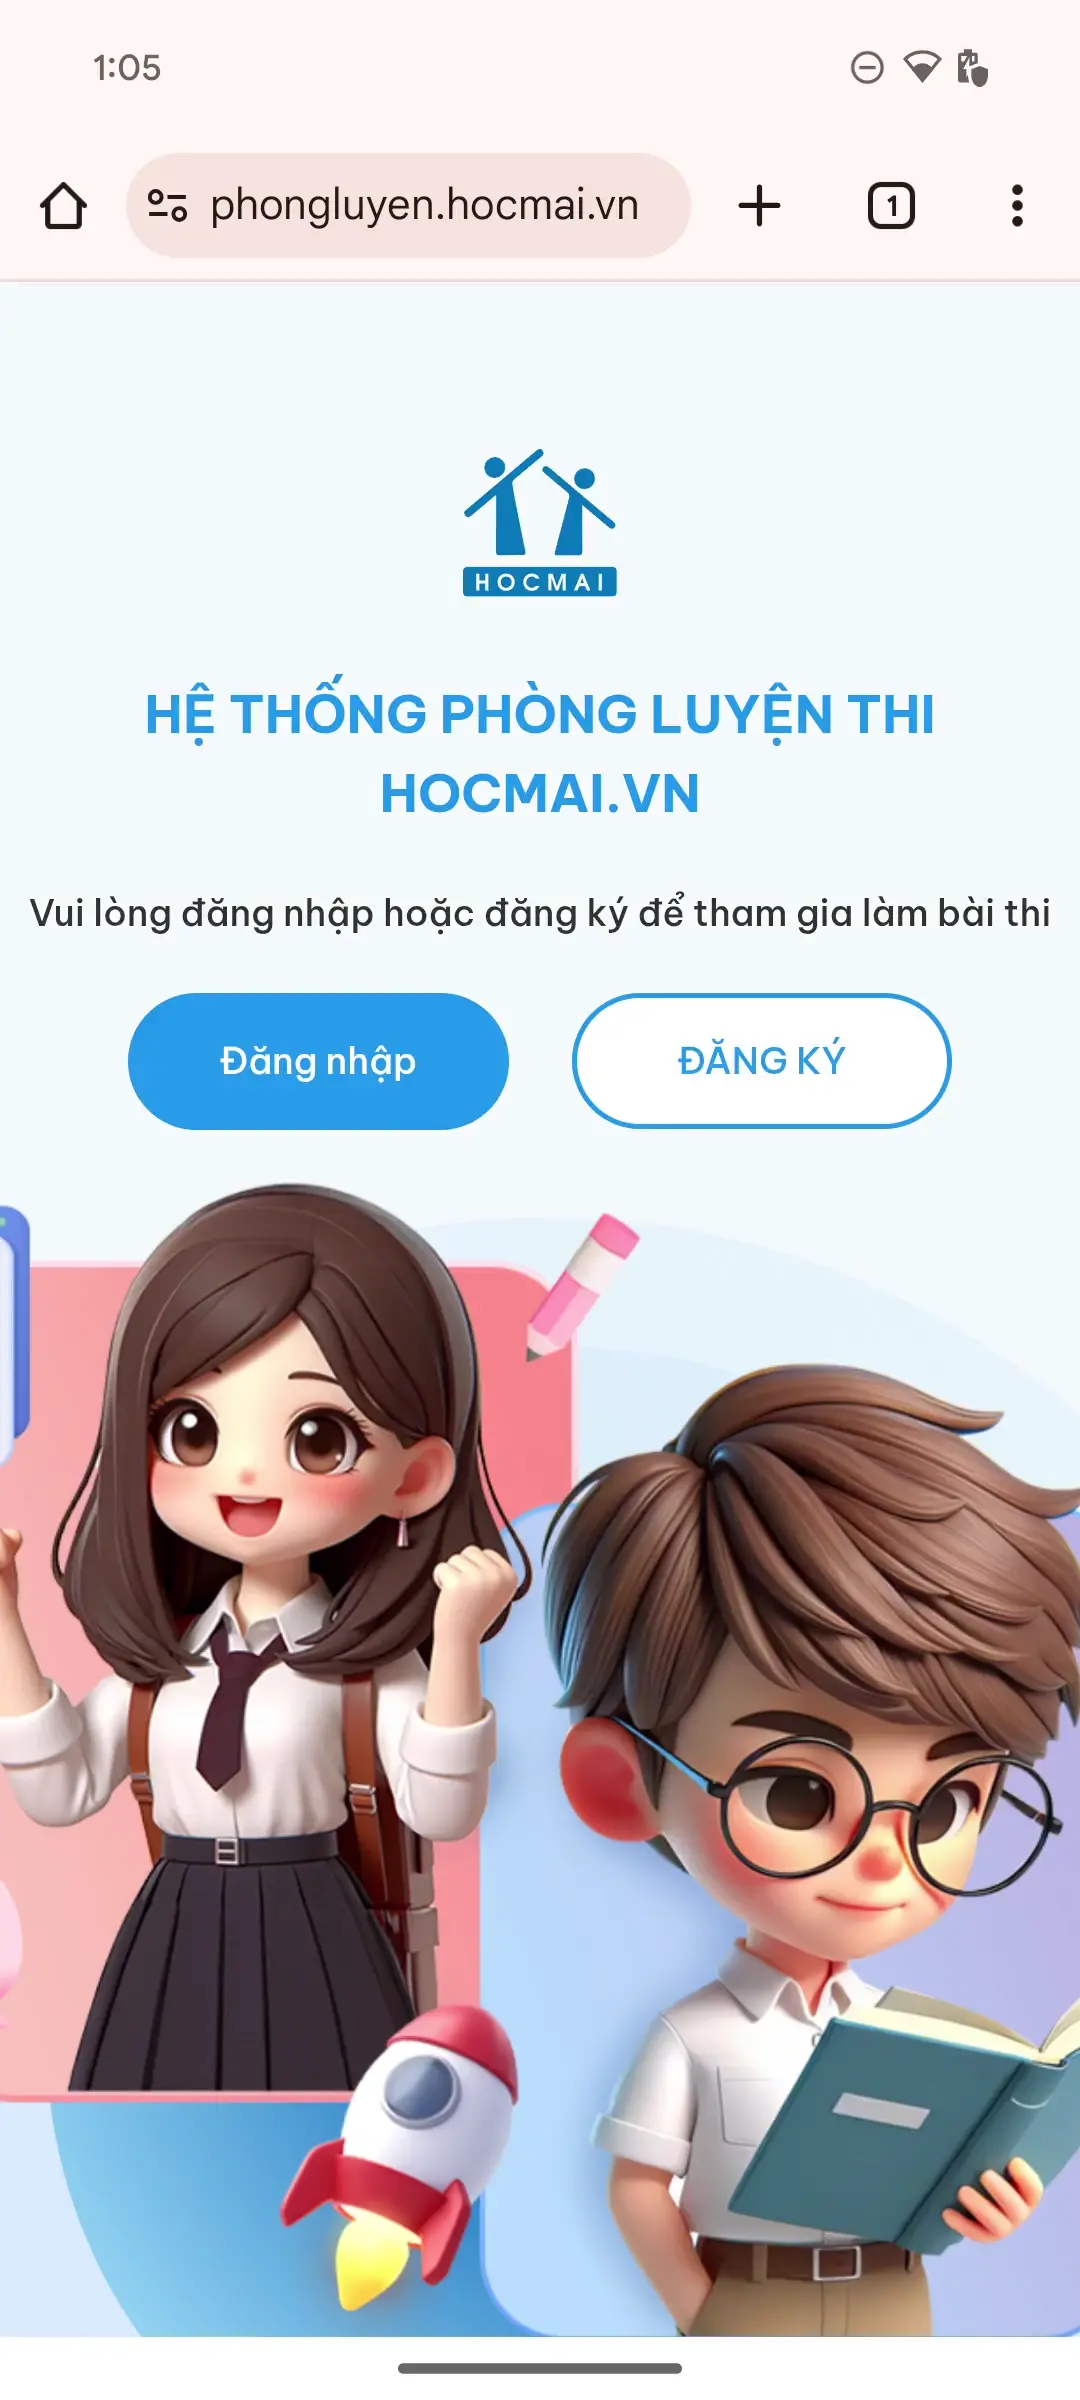 1:05
phongluyen.hocmai.vn
1
HOCMAI
HỆ THỐNG PHÒNG LUYỆN THI
HOCMAI.VN
Vui lòng đăng nhập hoặc đăng ký để tham gia làm bài thi
Đăng nhập
ĐĂNG KÝ